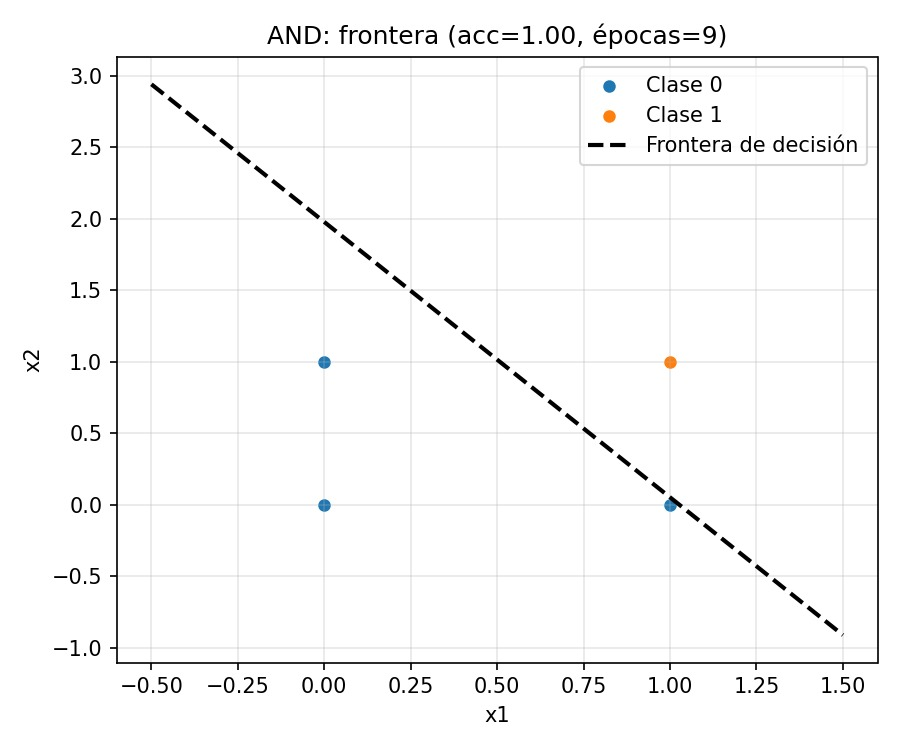 AND: frontera (acc=1.00, épocas=9)
Clase 0
Clase 1
Frontera de decisión
3.0
2.5
2.0
1.5
1.0
0.5
0.0
−0.5
−1.0
x2
−0.50 −0.25 0.00 0.25 0.50 0.75 1.00 1.25 1.50
x1